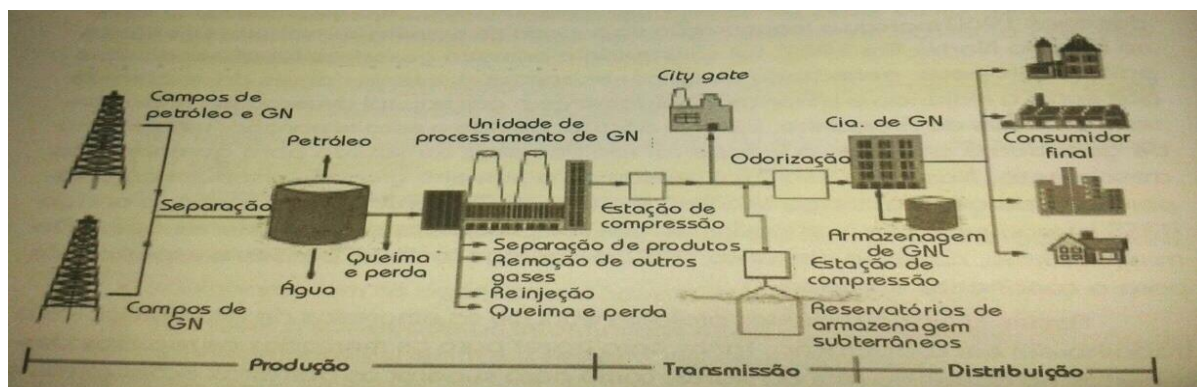 Campos de
petróleo e GN
Petróleo
Separação
Água
Campos de
GN
Queima
e perda
Unidade de
processamento de GN
Separação de produtos
Remoção de outros
gases
Reinjeção
Queima e perda
Estação de
compressão
City gate
Odorização
Estação de
compressão
Reservatórios de
armazenagem
subterrâneos
Cia. de GN
Armazenagem
de GNL
Consumidor
final
Produção
Transmissão
Distribuição